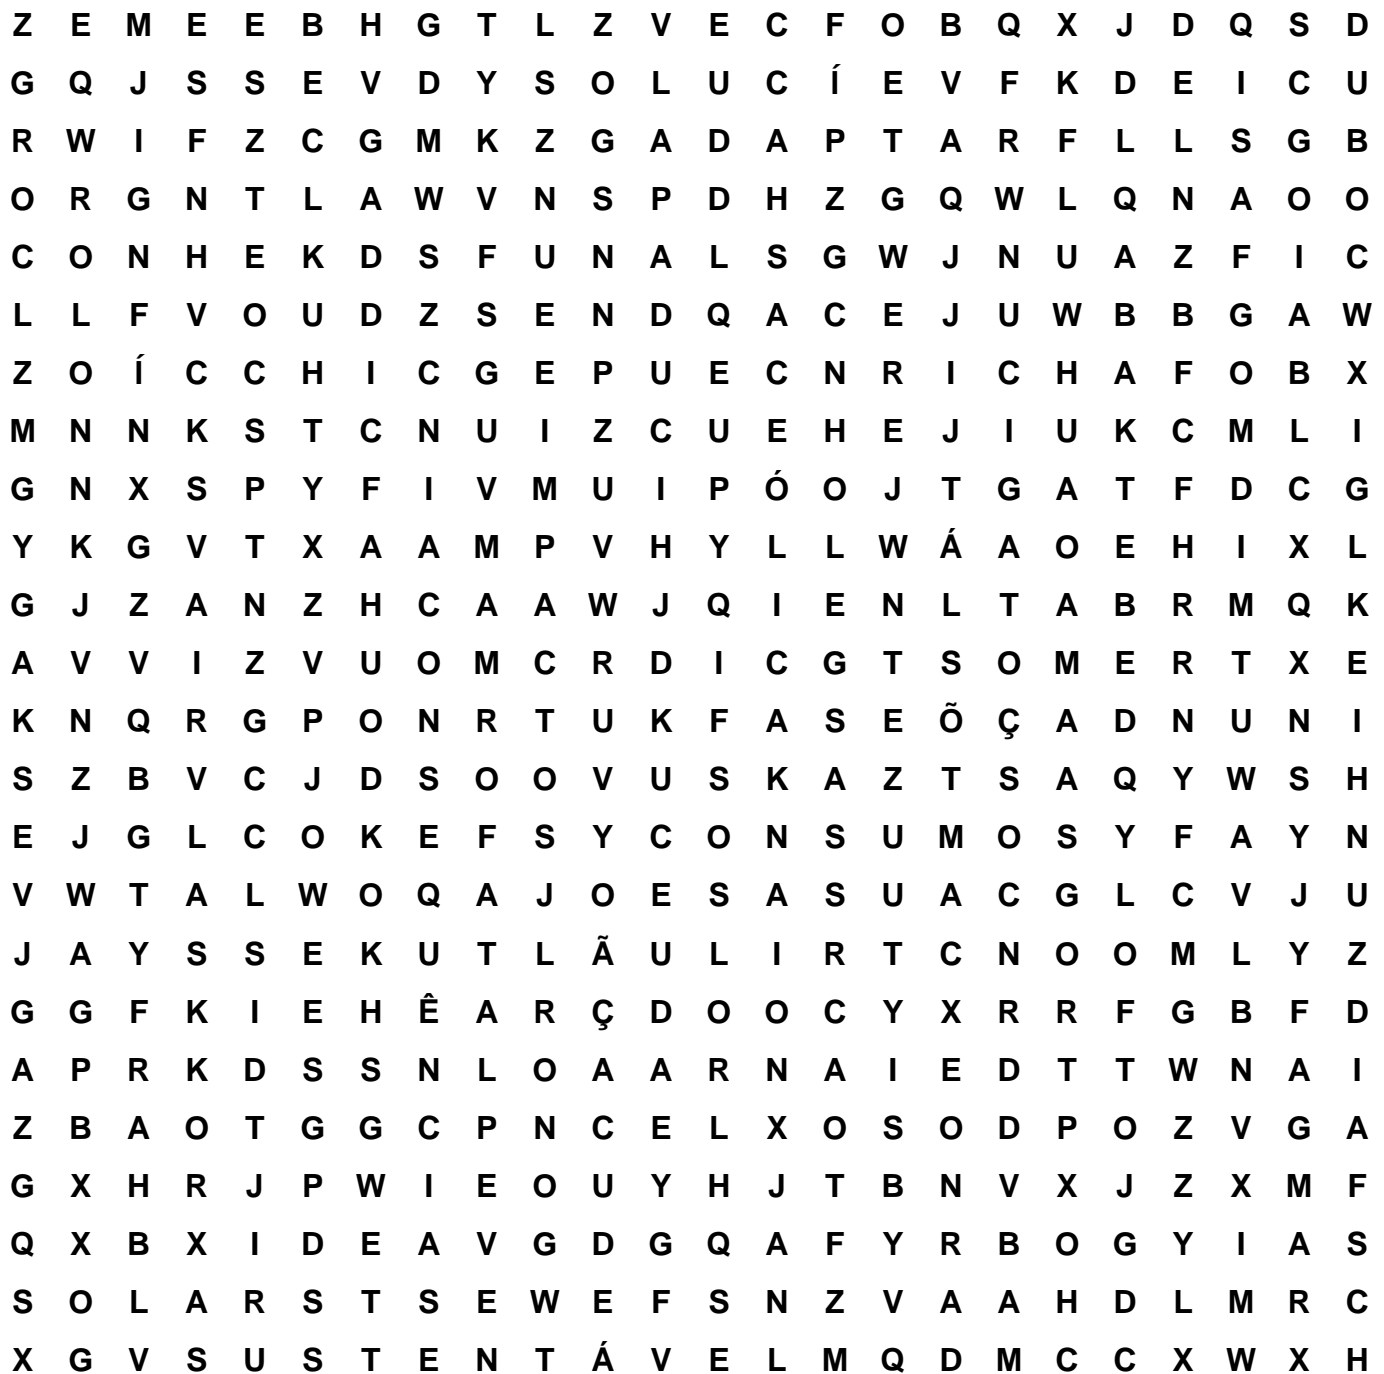 Z E M E E B H G T L Z V E C F O B Q X J D Q S D
G Q J S S E V D Y S O L U C Í E V F K D E I C U
R W I F Z C G M K Z G A D A P T A R F L L S G B
O R G N T L A W V N S P D H Z G Q W L Q N A O O
C O N H E K D S F U N A L S G W J N U A Z F I C
L L F V O U D Z S E N D Q A C E J U W B B G A W
Z O Í C C H I C G E P U E C N R I C H A F O B X
M N N K S T C N U I Z C U E H E J I U K C M L I
G N X S P Y F I V M U I P Ó O J T G A T F D C G
Y K G V T X A A M P V H Y L L W Á A O E H I X L
G J Z A N Z H C A A W J Q I E N L T A B R M Q K
A V V I Z V U O M C R D I C G T S O M E R T X E
K N Q R G P O N R T U K F A S E Õ Ç A D N U N I
S Z B V C J D S O O V U S K A Z T S A Q Y W S H
E J G L C O K E F S Y C O N S U M O S Y F A Y N
V W T A L W O Q A J O E S A S U A C G L C V J U
J A Y S S E K U T L Ã U L I R T C N O O M L Y Z
G G F K I E H Ê A R Ç D O O C Y X R R F G B F D
A P R K D S S N L O A A R N A I E D T T W N A I
Z B A O T G G C P N C E L X O S O D P O Z V G A
G X H R J P W I E O U Y H J T B N V X J Z X M F
Q X B X I D E A V G D G Q A F Y R B O G Y I A S
S O L A R S T S E W E F S N Z V A A H D L M R C
X G V S U S T E N T Á V E L M Q D M C C X W X H